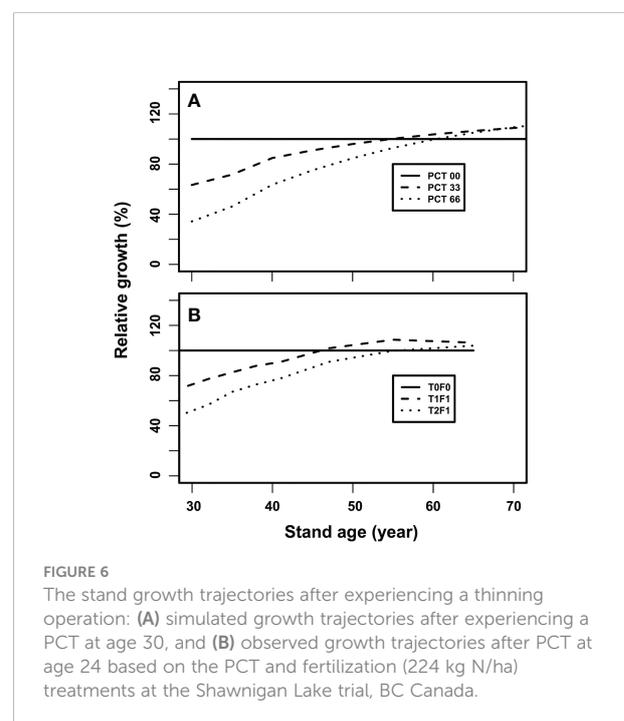 A
120
80
40
0
PCT 00
PCT 33
PCT 66
Relative growth (%)
B
120
80
40
0
T0F0
T1F1
T2F1
30 40 50 60 70
Stand age (year)
FIGURE 6
The stand growth trajectories after experiencing a thinning
operation: (A) simulated growth trajectories after experiencing a
PCT at age 30, and (B) observed growth trajectories after PCT at
age 24 based on the PCT and fertilization (224 kg N/ha)
treatments at the Shawnigan Lake trial, BC Canada.